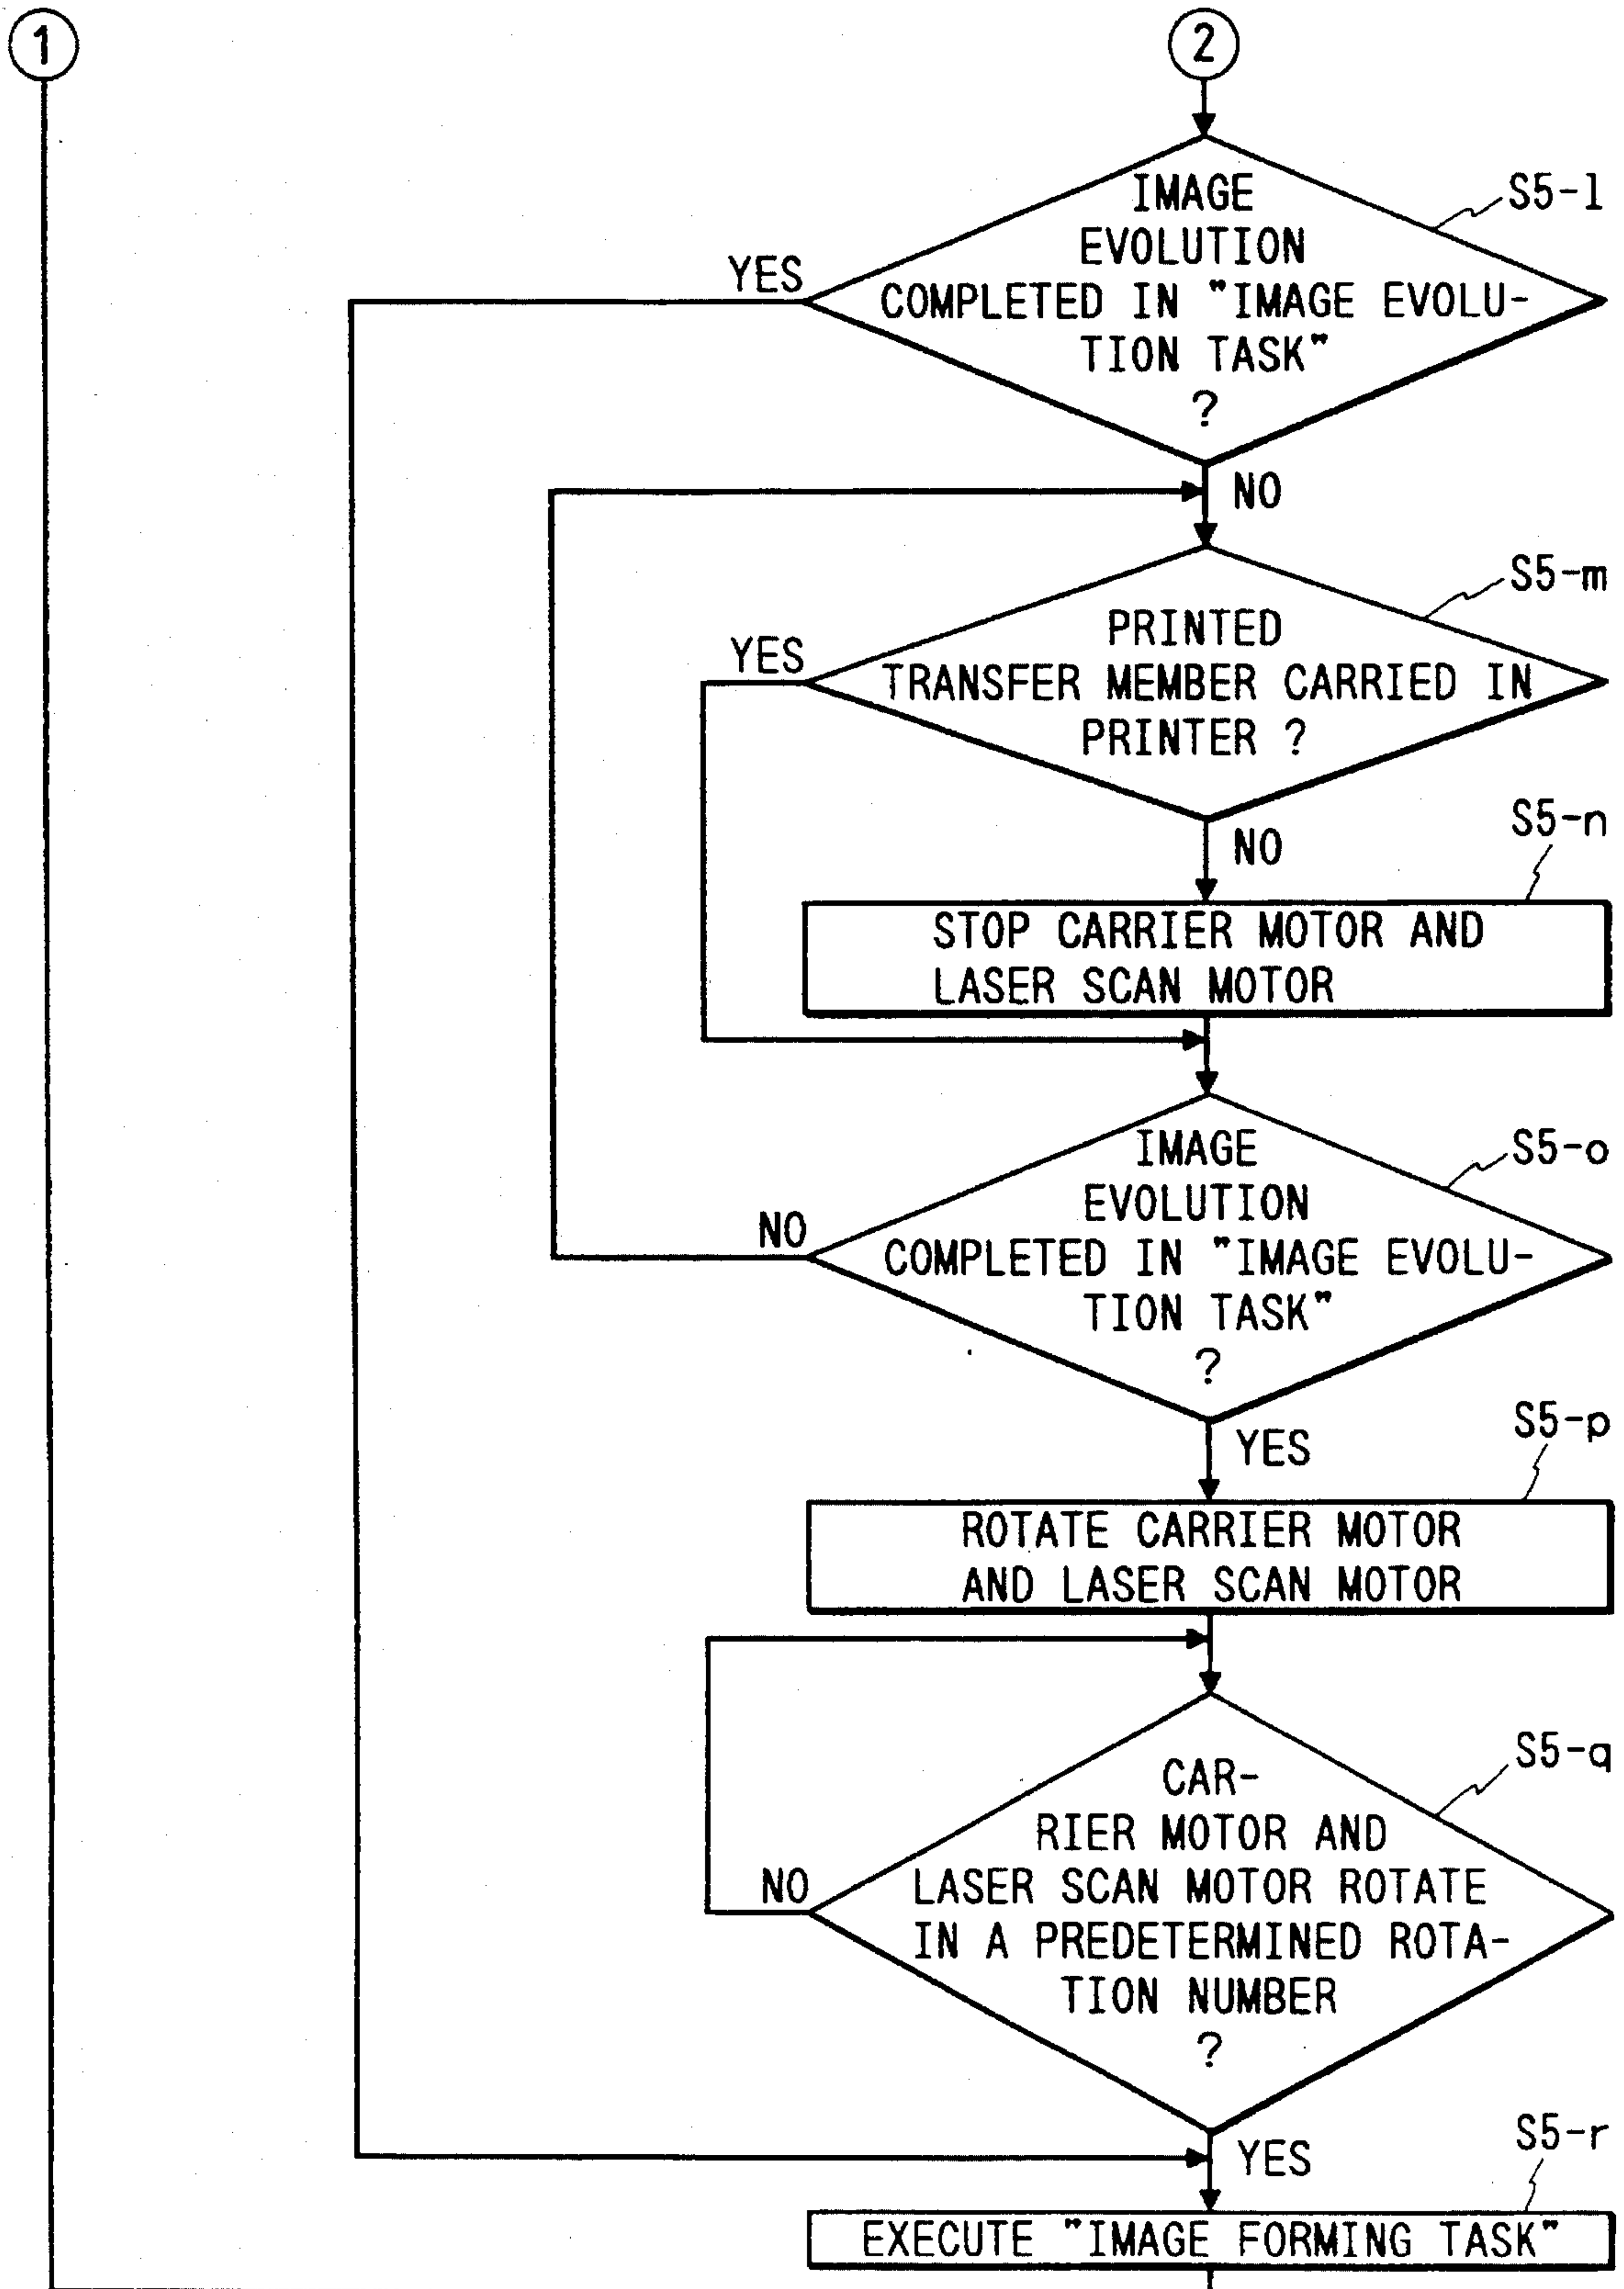 1
2
IMAGE
EVOLUTION
COMPLETED IN "IMAGE EVOLU-
TION TASK"
?
S5-l
YES
NO
PRINTED
TRANSFER MEMBER CARRIED IN
PRINTER ?
S5-m
YES
NO
S5-n
STOP CARRIER MOTOR AND
LASER SCAN MOTOR
IMAGE
EVOLUTION
COMPLETED IN "IMAGE EVOLU-
TION TASK"
?
S5-o
NO
YES
S5-p
ROTATE CARRIER MOTOR
AND LASER SCAN MOTOR
CAR-
RIER MOTOR AND
LASER SCAN MOTOR ROTATE
IN A PREDETERMINED ROTA-
TION NUMBER
?
S5-q
NO
YES
S5-r
EXECUTE "IMAGE FORMING TASK"